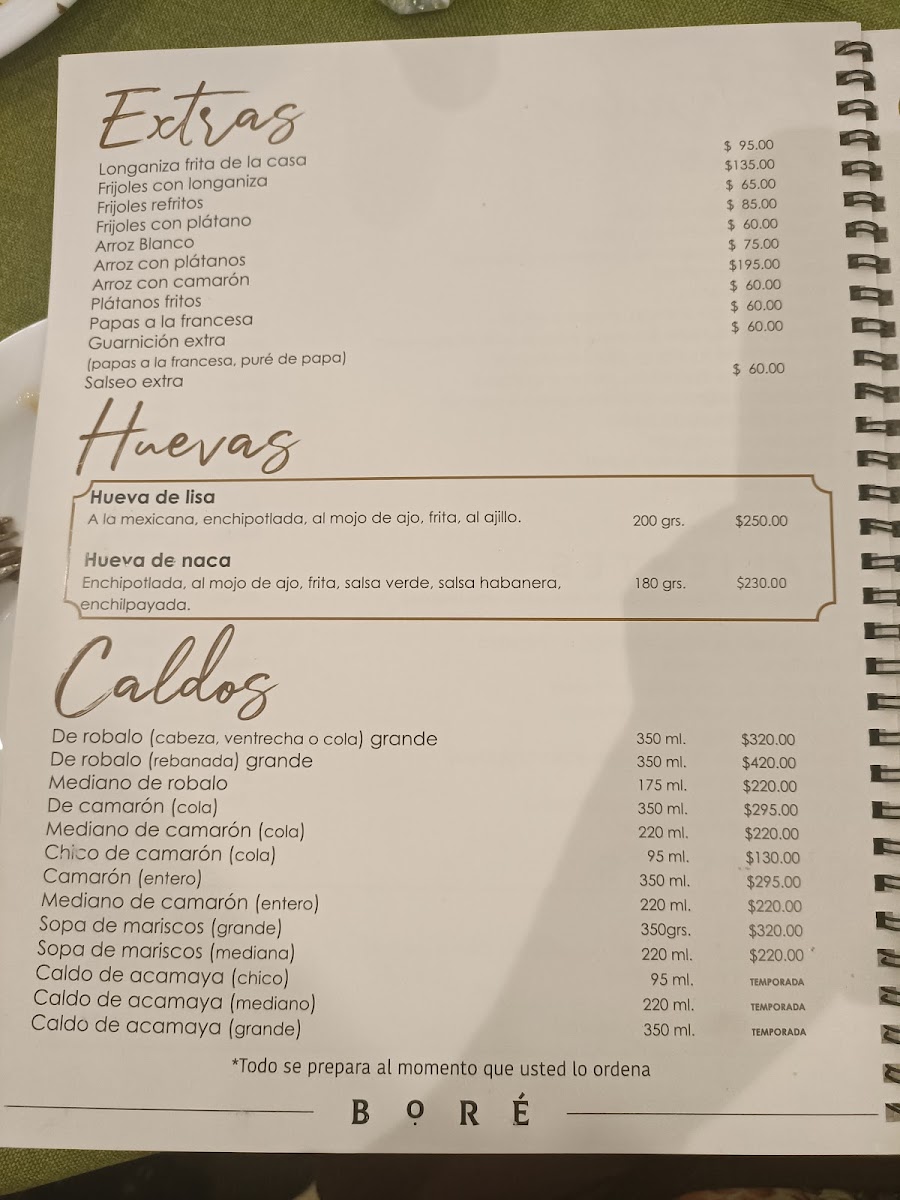 Extras
Longaniza frita de la casa $ 95.00
Frijoles con longaniza $135.00
Frijoles refritos $ 65.00
Frijoles con plátano $ 85.00
Arroz Blanco $ 60.00
Arroz con plátanos $ 75.00
Arroz con camarón $195.00
Plátanos fritos $ 60.00
Papas a la francesa $ 60.00
Guarnición extra $ 60.00
(papas a la francesa, puré de papa)
Salseo extra $ 60.00
Huevas
Hueva de lisa
A la mexicana, enchipotlada, al mojo de ajo, frita, al ajillo. 200 grs. $250.00
Hueva de naca
Enchipotlada, al mojo de ajo, frita, salsa verde, salsa habanera, 180 grs. $230.00
enchilpayada.
Caldos
De robalo (cabeza, ventrecha o cola) grande 350 ml. $320.00
De robalo (rebanada) grande 350 ml. $420.00
Mediano de robalo 175 ml. $220.00
De camarón (cola) 350 ml. $295.00
Mediano de camarón (cola) 220 ml. $220.00
Chico de camarón (cola) 95 ml. $130.00
Camarón (entero) 350 ml. $295.00
Mediano de camarón (entero) 220 ml. $220.00
Sopa de mariscos (grande) 350grs. $320.00
Sopa de mariscos (mediana) 220 ml. $220.00
Caldo de acamaya (chico) 95 ml. TEMPORADA
Caldo de acamaya (mediano) 220 ml. TEMPORADA
Caldo de acamaya (grande) 350 ml. TEMPORADA
*Todo se prepara al momento que usted lo ordena
BORÉ